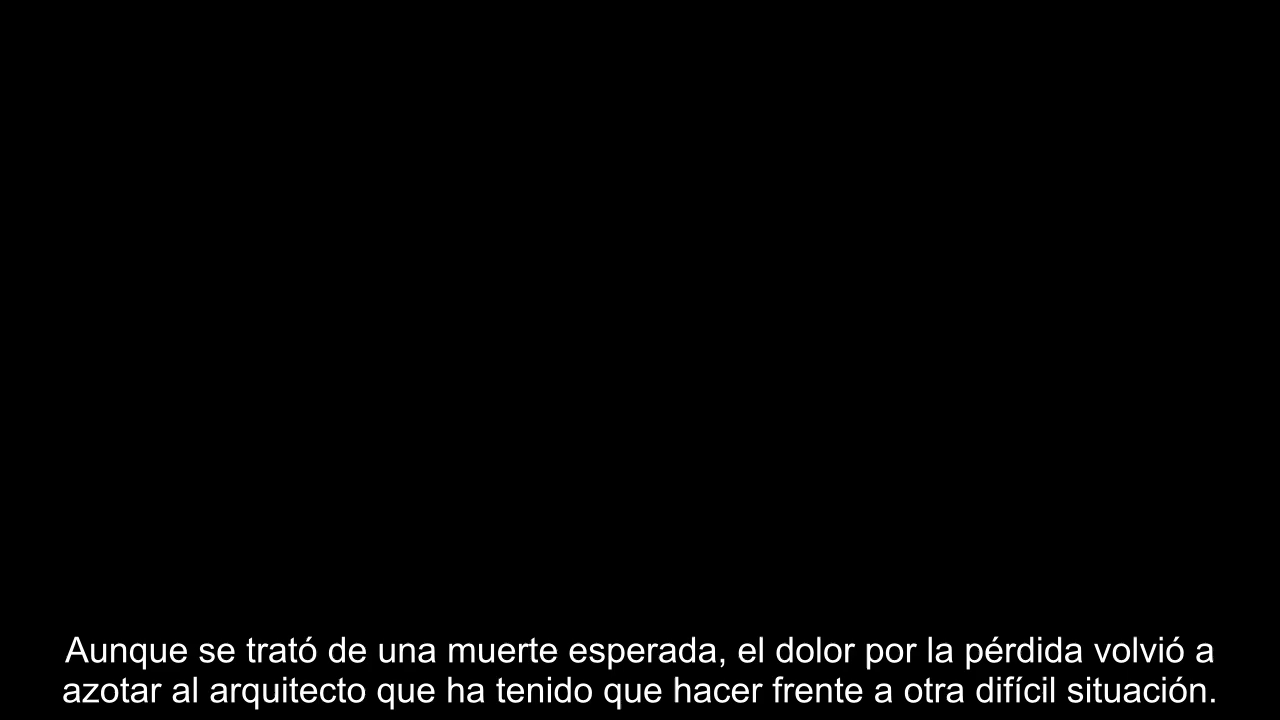 Aunque se trató de una muerte esperada, el dolor por la pérdida volvió a
azotar al arquitecto que ha tenido que hacer frente a otra difícil situación.